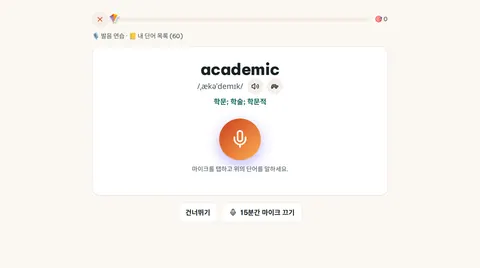 0
발음 연습 · 내 단어 목록 (60)
academic
/ˌækəˈdemɪk/
학문; 학술; 학문적
마이크를 탭하고 위의 단어를 말하세요.
건너뛰기
15분간 마이크 끄기